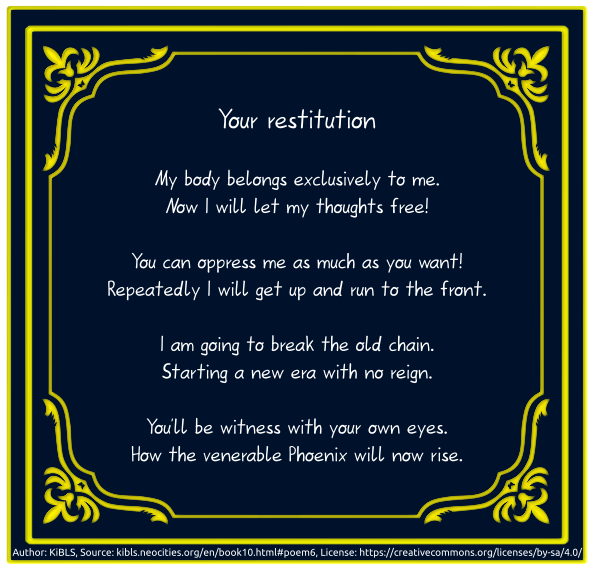 Your restitution
My body belongs exclusively to me.
Now I will let my thoughts free!
You can oppress me as much as you want!
Repeatedly I will get up and run to the front.
I am going to break the old chain.
Starting a new era with no reign.
You'll be witness with your own eyes.
How the venerable Phoenix will now rise.
Author: KiBLS, Source: kibls.neocities.org/en/book10.html#poem6, License: https://creativecommons.org/licenses/by-sa/4.0/